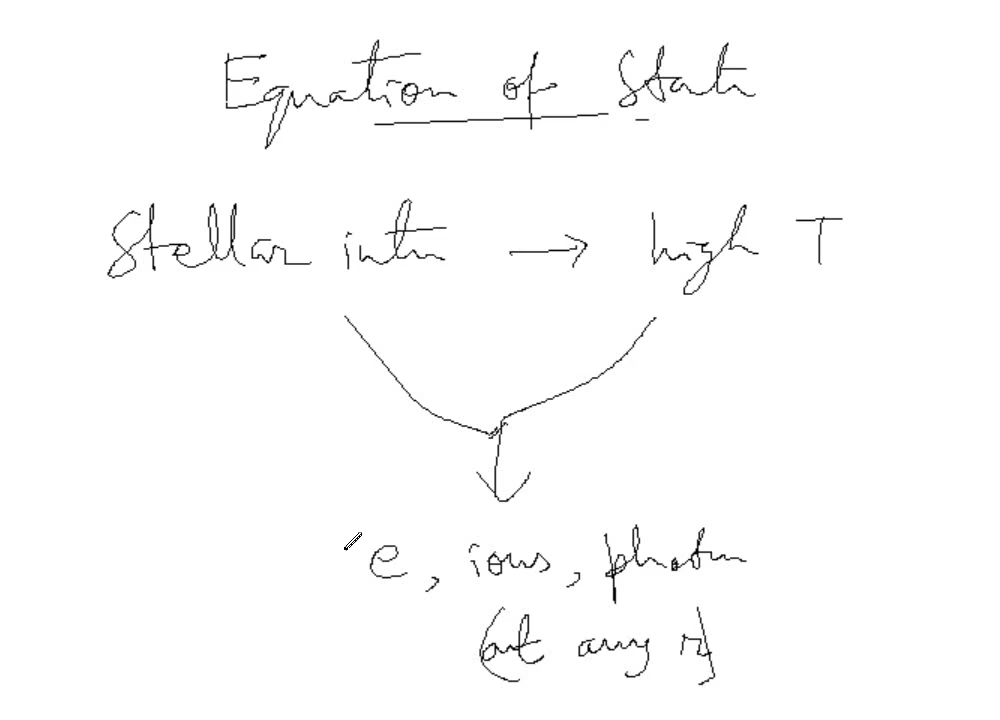 Equation of State
Stellar intr → high T
e, ions, photon
(at any r)